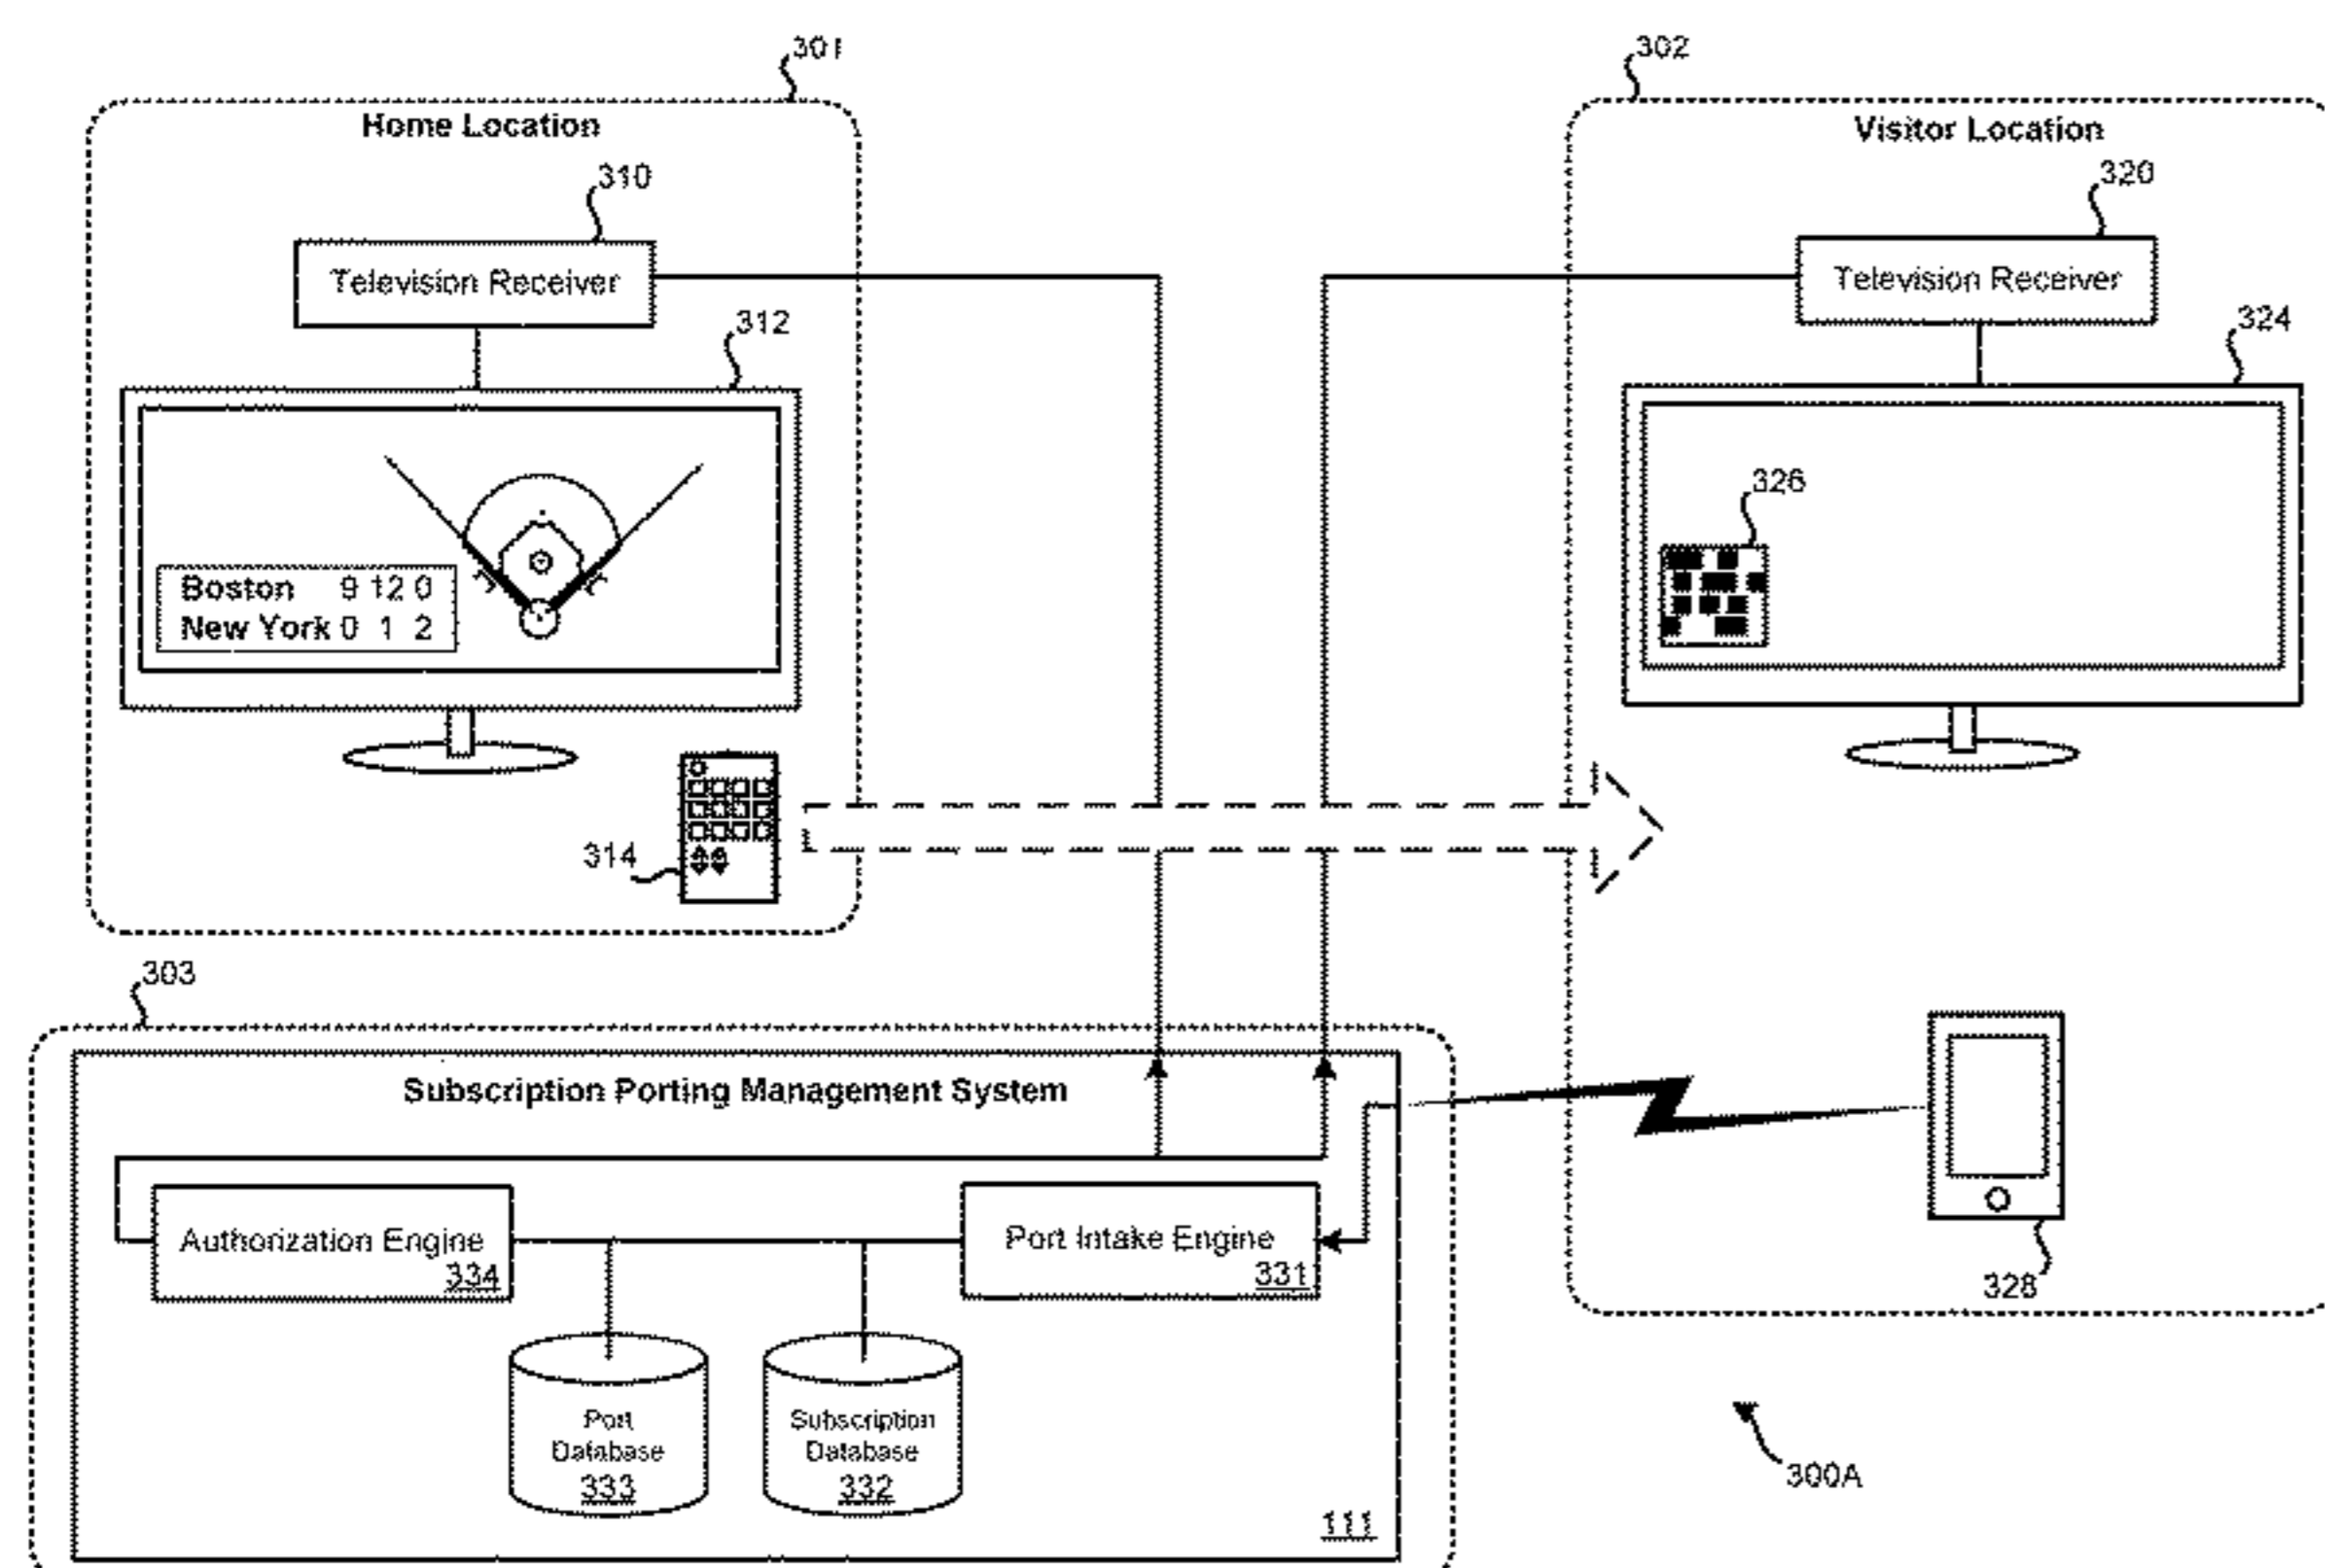 301
302
Home Location
Visitor Location
310
320
Television Receiver
Television Receiver
312
324
326
Boston 9 12 0
New York 0 1 2
314
303
Subscription Porting Management System
Authorization Engine
334
Port Intake Engine
331
328
Port
Database
333
Subscription
Database
332
300A
111